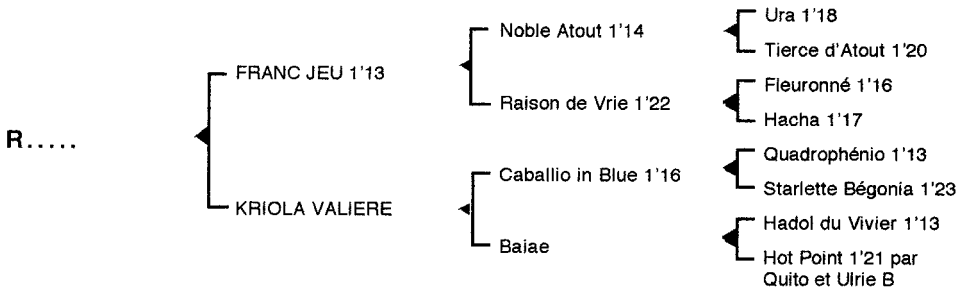 R.....
FRANC JEU 1'13
KRIOLA VALIERE
Noble Atout 1'14
Raison de Vrie 1'22
Caballio in Blue 1'16
Baiae
Ura 1'18
Tierce d'Atout 1'20
Fleuronné 1'16
Hacha 1'17
Quadrophénio 1'13
Starlette Bégonia 1'23
Hadol du Vivier 1'13
Hot Point 1'21 par
Quito et Ulrie B